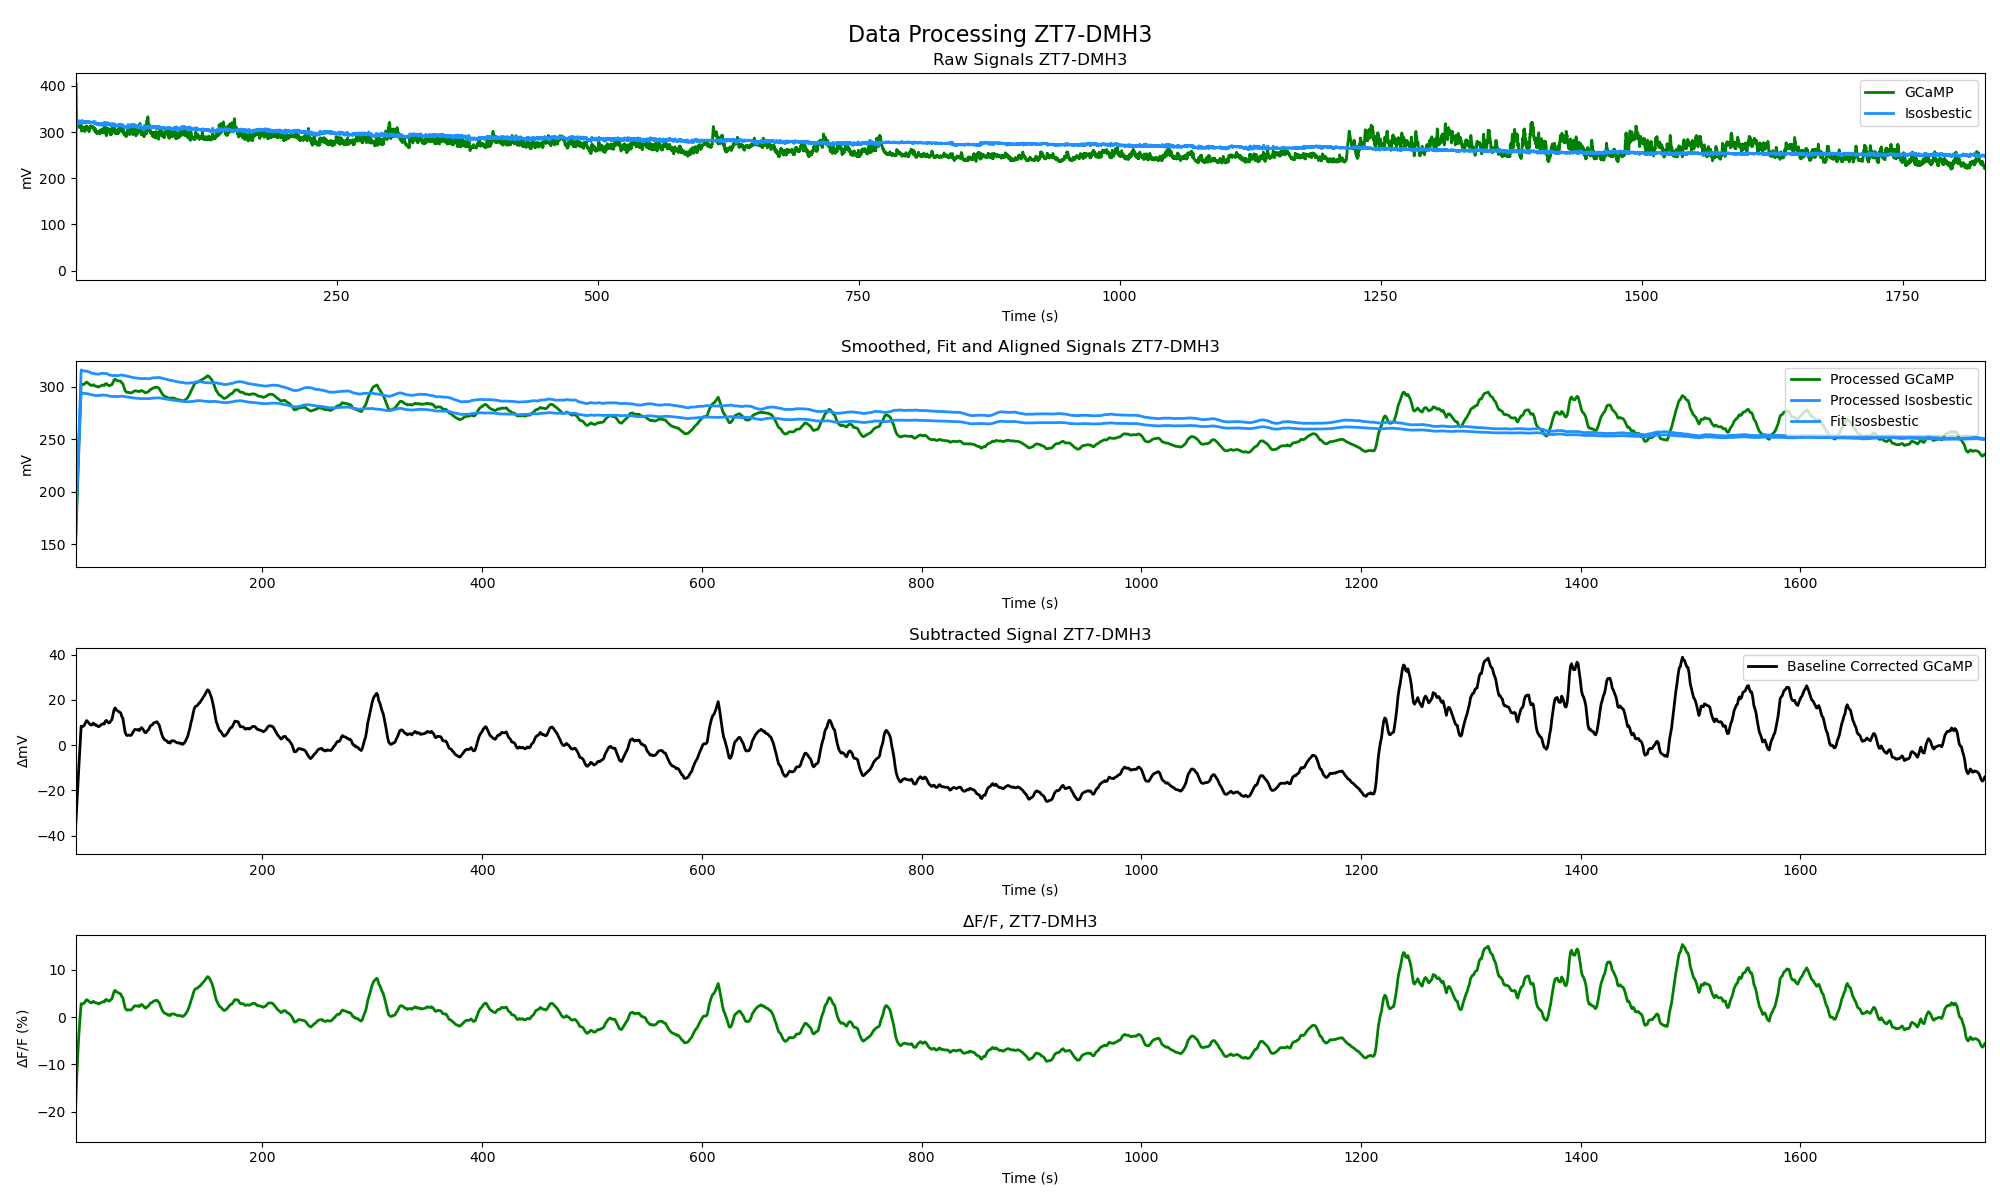 Data Processing ZT7-DMH3
Raw Signals ZT7-DMH3
400
300
200
100
0
mV
GCaMP
Isosbestic
250
500
750
1000
1250
1500
1750
Time (s)
Smoothed, Fit and Aligned Signals ZT7-DMH3
300
250
200
150
mV
Processed GCaMP
Processed Isosbestic
Fit Isosbestic
200
400
600
800
1000
1200
1400
1600
Time (s)
Subtracted Signal ZT7-DMH3
40
20
0
−20
−40
ΔmV
Baseline Corrected GCaMP
200
400
600
800
1000
1200
1400
1600
Time (s)
ΔF/F, ZT7-DMH3
10
0
−10
−20
ΔF/F (%)
200
400
600
800
1000
1200
1400
1600
Time (s)